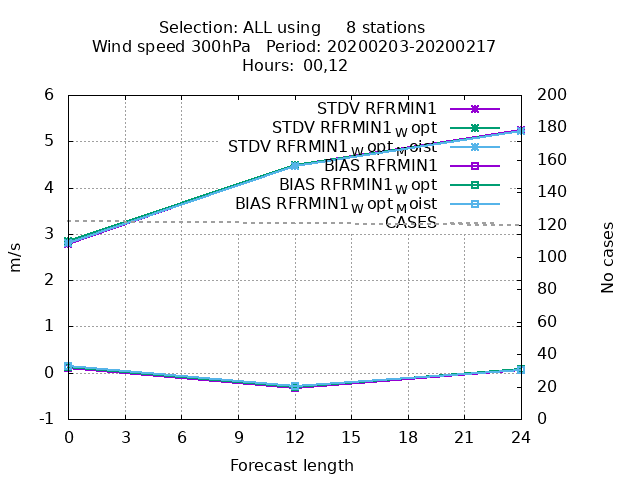 Selection: ALL using 8 stations
Wind speed 300hPa Period: 20200203-20200217
Hours: 00,12
STDV RFRMIN1
STDV RFRMIN1_W opt
STDV RFRMIN1_W opt_M oist
BIAS RFRMIN1
BIAS RFRMIN1_W opt
BIAS RFRMIN1_W opt_M oist
CASES
6
5
4
3
2
1
0
-1
200
180
160
140
120
100
80
60
40
20
0
m/s
No cases
0 3 6 9 12 15 18 21 24
Forecast length